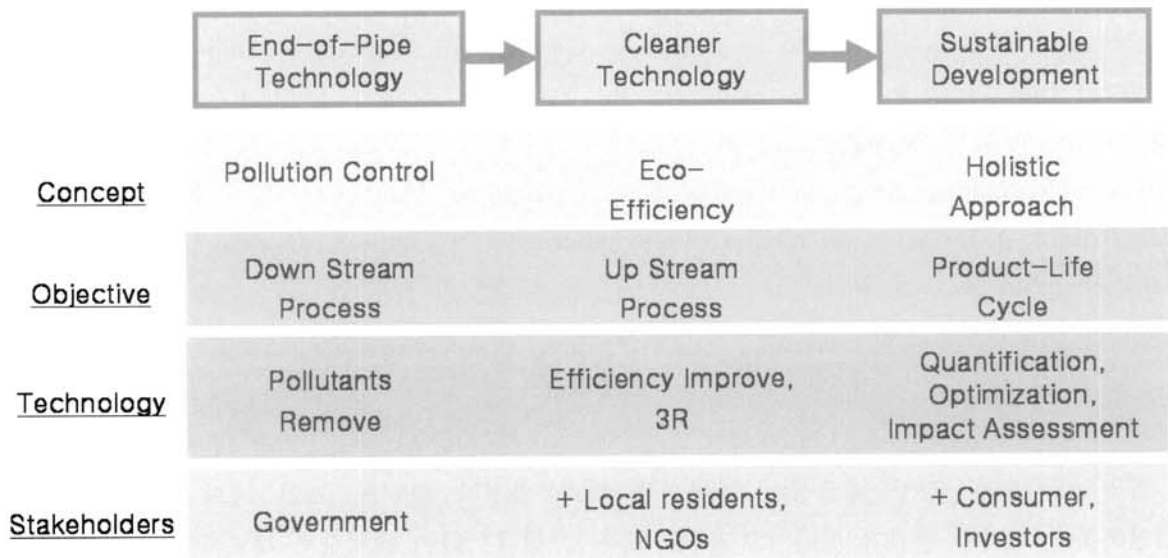 End-of-Pipe
Technology
Cleaner
Technology
Sustainable
Development
Concept
Pollution Control
Eco-
Efficiency
Holistic
Approach
Objective
Down Stream
Process
Up Stream
Process
Product-Life
Cycle
Technology
Pollutants
Remove
Efficiency Improve,
3R
Quantification,
Optimization,
Impact Assessment
Stakeholders
Government
+ Local residents,
NGOs
+ Consumer,
Investors